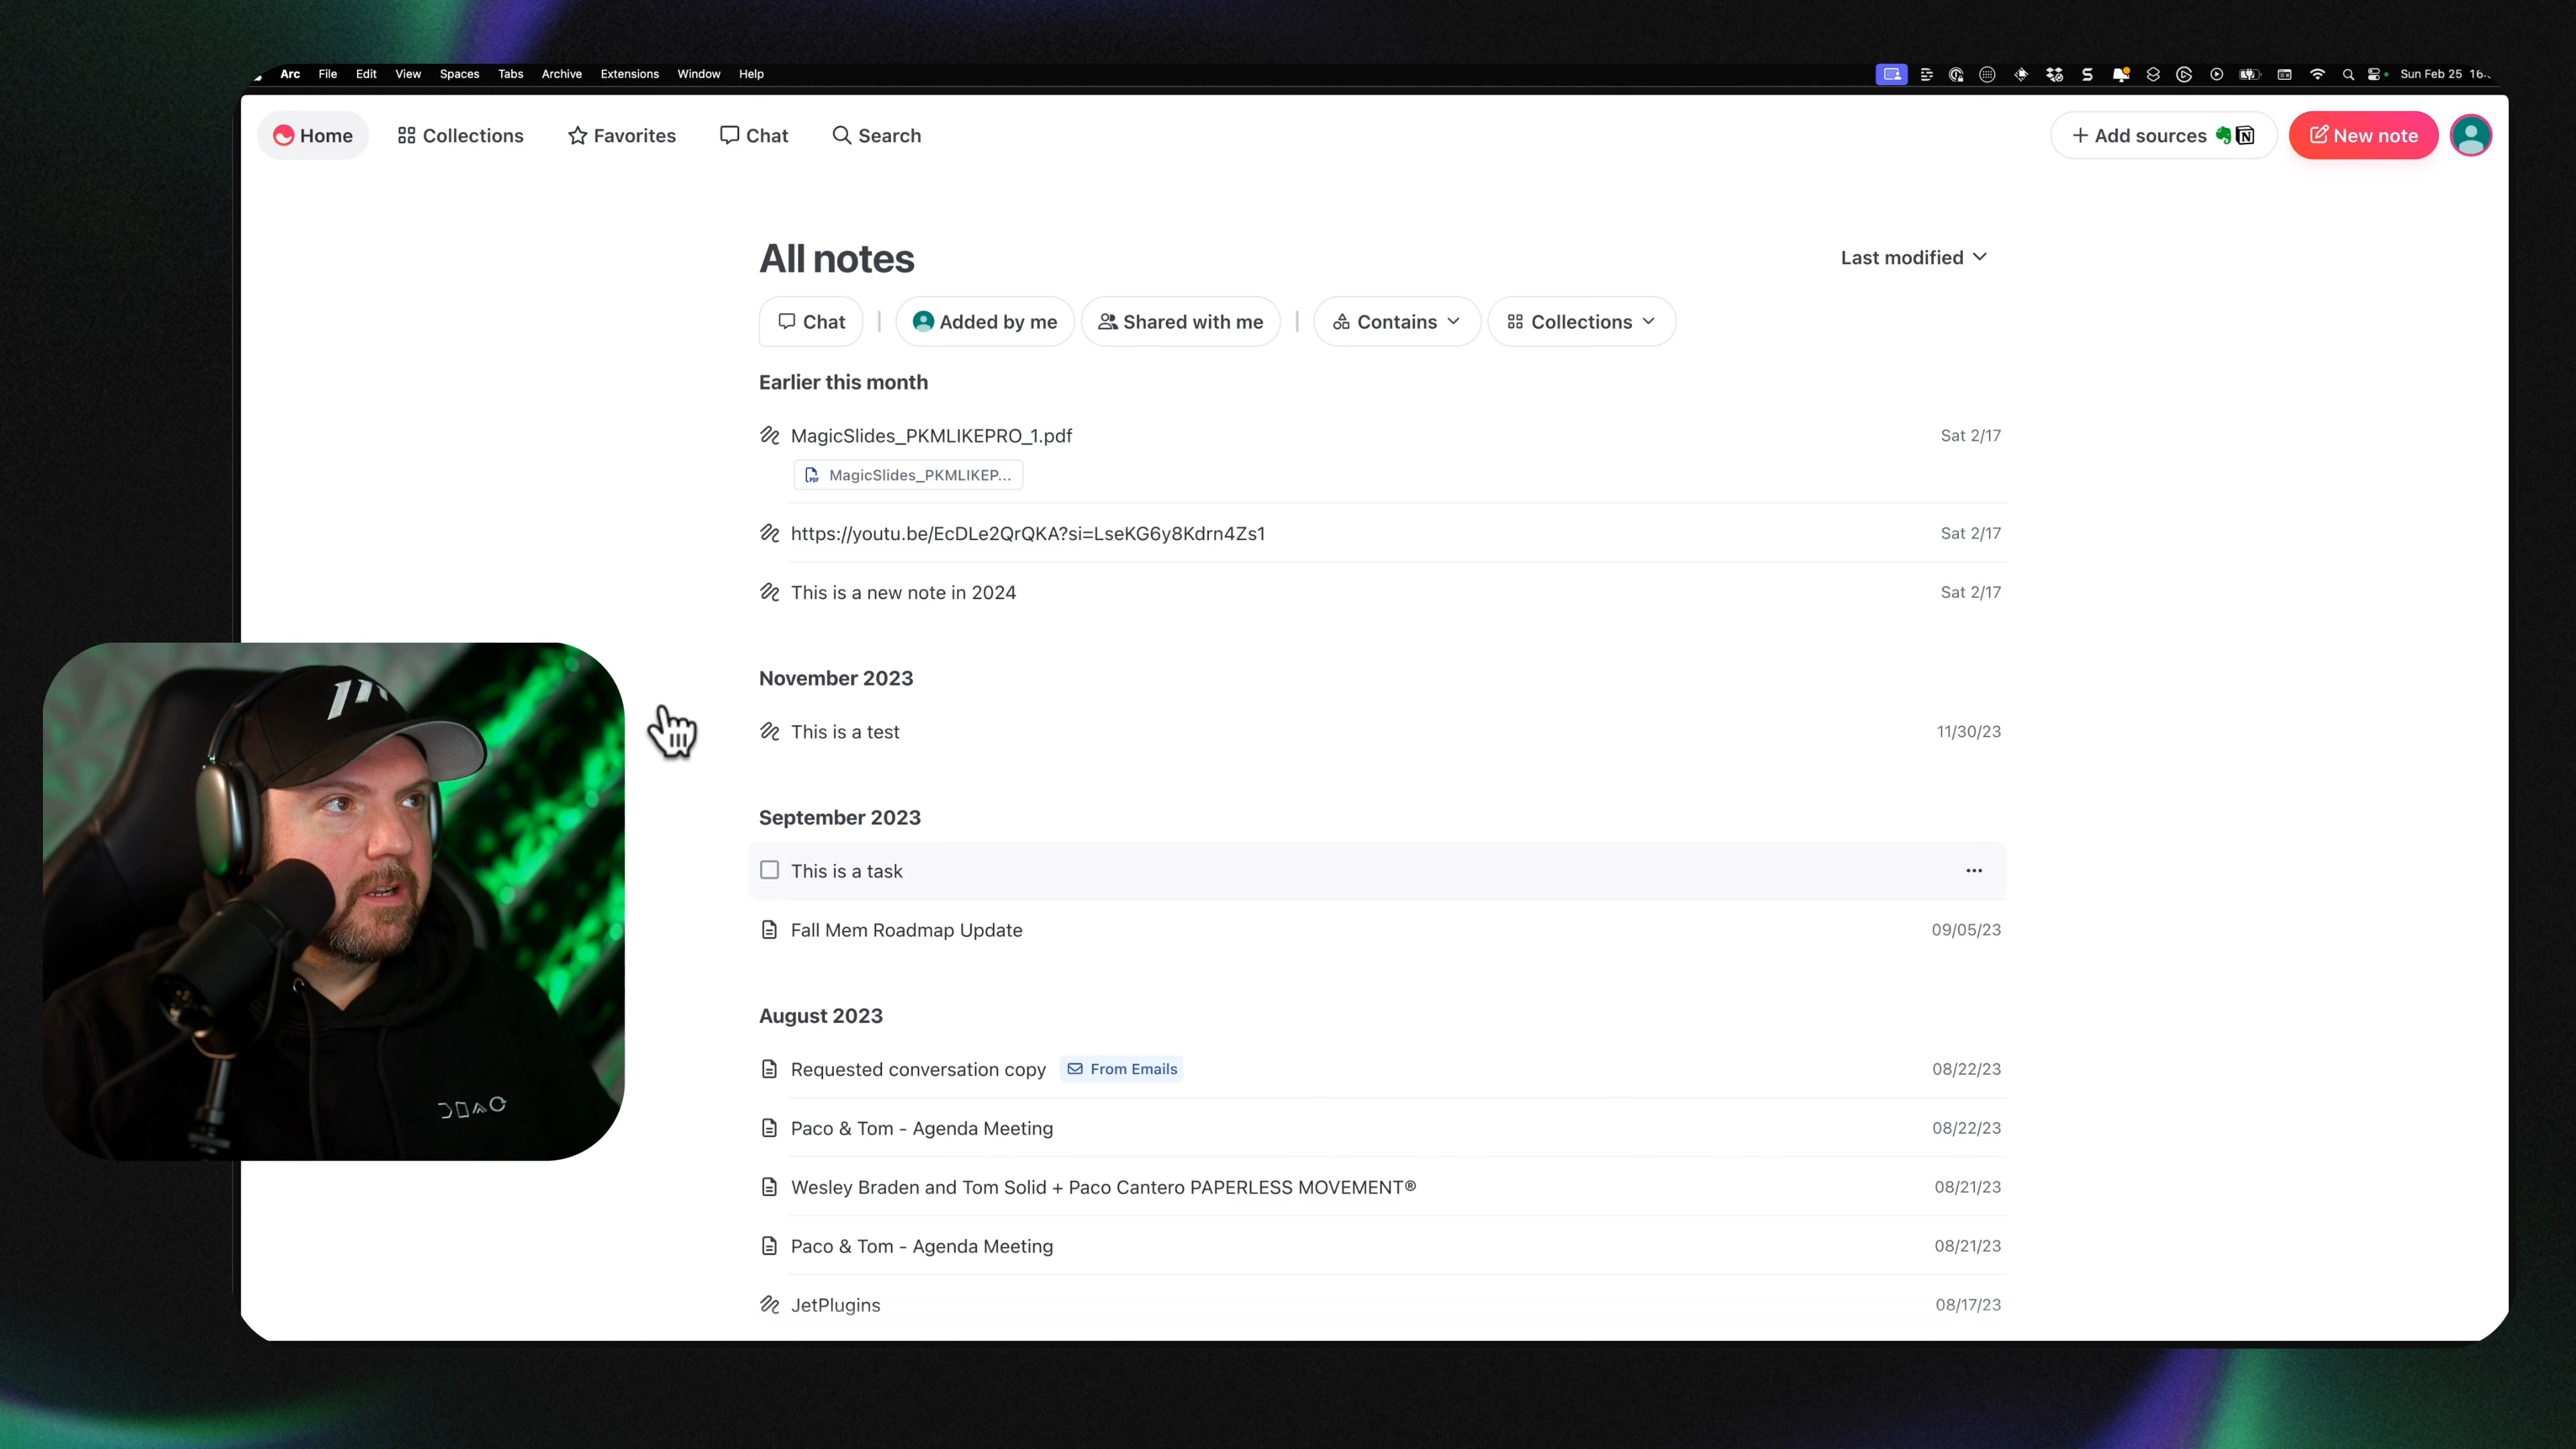 Arc File Edit View Spaces Tabs Archive Extensions Window Help
Sun Feb 25
Home Collections Favorites Chat Search
+ Add sources New note
All notes
Last modified
Chat | Added by me Shared with me | Contains Collections
Earlier this month
MagicSlides_PKMLIKEPRO_1.pdf Sat 2/17
MagicSlides_PKMLIKEP...
https://youtu.be/EcDLe2QrQKA?si=LseKG6y8Kdrn4Zs1 Sat 2/17
This is a new note in 2024 Sat 2/17
November 2023
This is a test 11/30/23
September 2023
This is a task
Fall Mem Roadmap Update 09/05/23
August 2023
Requested conversation copy From Emails 08/22/23
Paco & Tom - Agenda Meeting 08/22/23
Wesley Braden and Tom Solid + Paco Cantero PAPERLESS MOVEMENT® 08/21/23
Paco & Tom - Agenda Meeting 08/21/23
JetPlugins 08/17/23